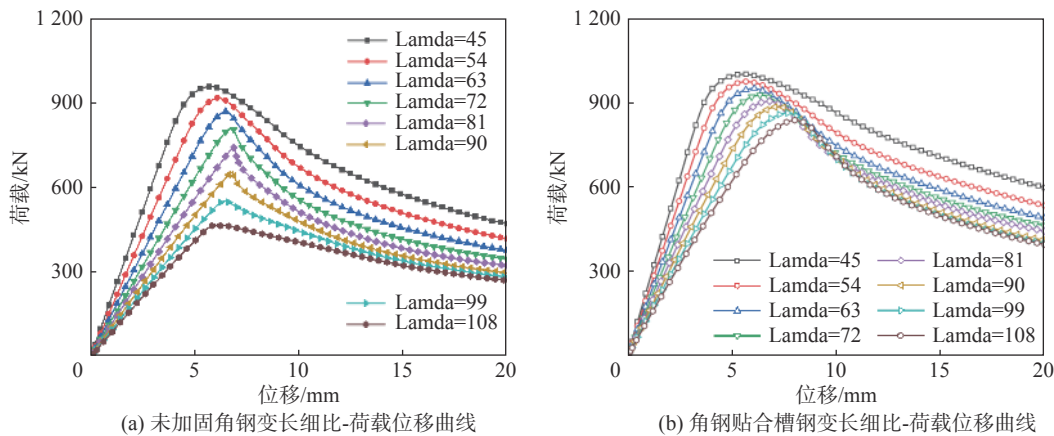 1 200
900
600
300
0
荷载/kN
Lamda=45
Lamda=54
Lamda=63
Lamda=72
Lamda=81
Lamda=90
Lamda=99
Lamda=108
5
10
15
20
位移/mm
(a) 未加固角钢变长细比-荷载位移曲线
1 200
900
600
300
0
荷载/kN
Lamda=45
Lamda=54
Lamda=63
Lamda=72
Lamda=81
Lamda=90
Lamda=99
Lamda=108
5
10
15
20
位移/mm
(b) 角钢贴合槽钢变长细比-荷载位移曲线